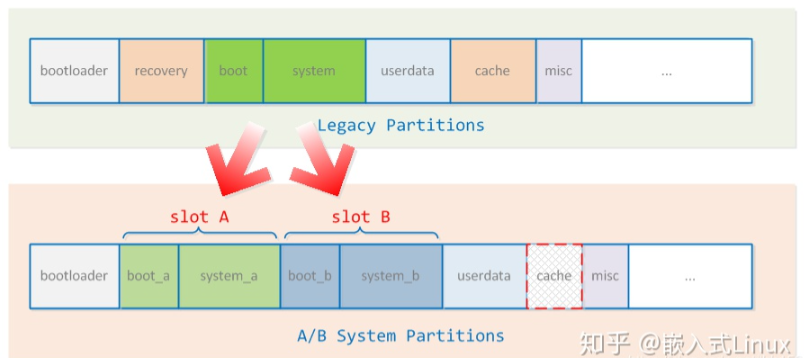 bootloader recovery boot system userdata cache misc ...
Legacy Partitions
slot A slot B
bootloader boot_a system_a boot_b system_b userdata cache misc ...
A/B System Partitions
知乎 @嵌入式Linux